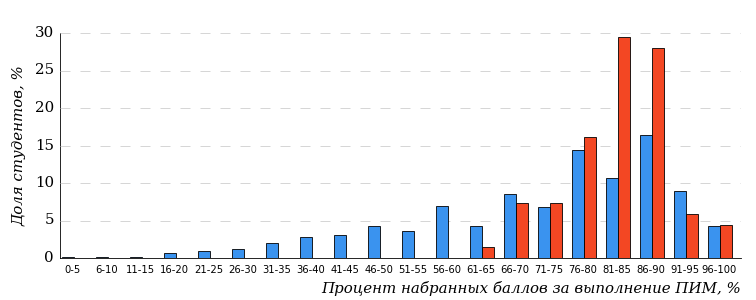 Доля студентов, %
30
25
20
15
10
5
0
0-5 6-10 11-15 16-20 21-25 26-30 31-35 36-40 41-45 46-50 51-55 56-60 61-65 66-70 71-75 76-80 81-85 86-90 91-95 96-100
Процент набранных баллов за выполнение ПИМ, %